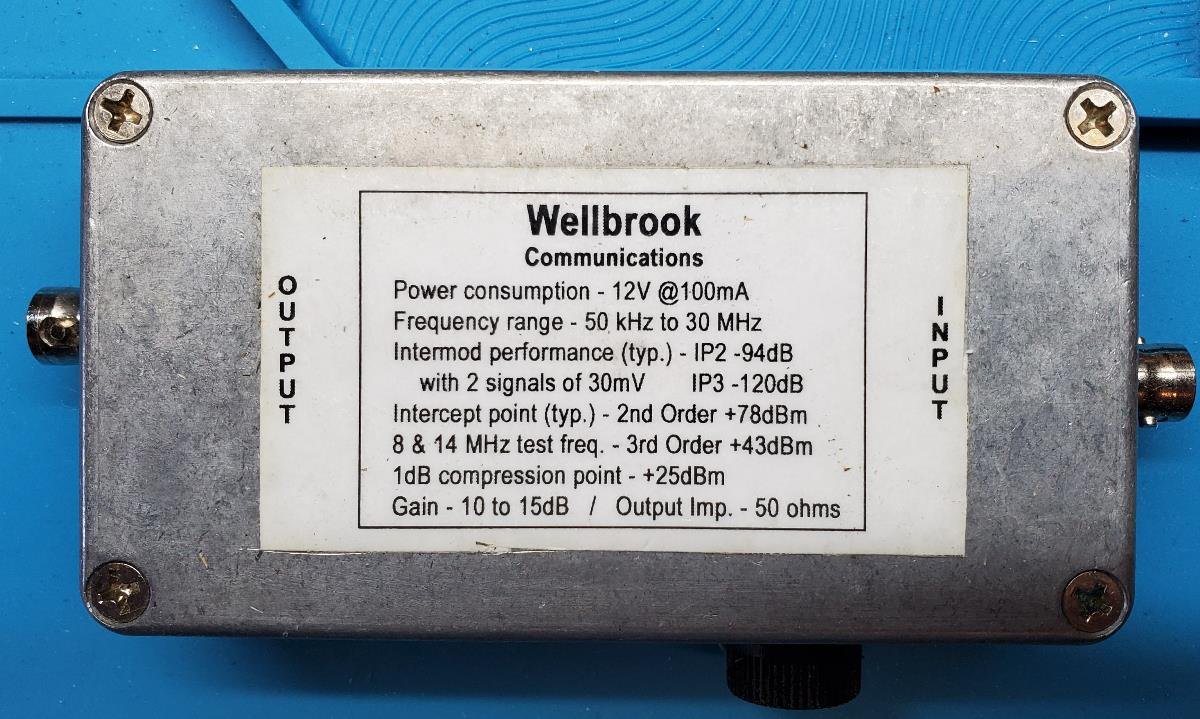 OUTPUT
Wellbrook
Communications
Power consumption - 12V @100mA
Frequency range - 50 kHz to 30 MHz
Intermod performance (typ.) - IP2 -94dB
with 2 signals of 30mV IP3 -120dB
Intercept point (typ.) - 2nd Order +78dBm
8 & 14 MHz test freq. - 3rd Order +43dBm
1dB compression point - +25dBm
Gain - 10 to 15dB / Output Imp. - 50 ohms
INPUT